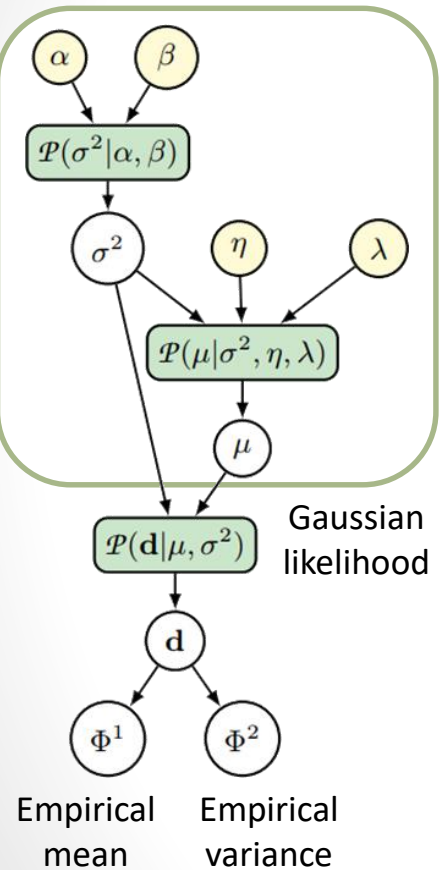 α β
𝒫(σ²|α, β)
σ² η λ
𝒫(μ|σ², η, λ)
μ
𝒫(𝐝|μ, σ²)
Gaussian
likelihood
𝐝
Φ¹ Φ²
Empirical Empirical
mean variance